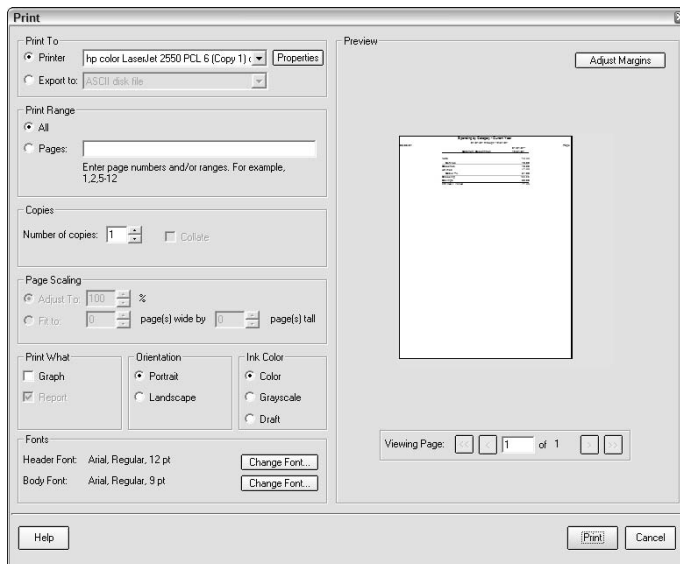 Print
Print To
Printer hp color LaserJet 2550 PCL 6 (Copy 1) Properties
Export to: ASCII disk file
Print Range
All
Pages:
Enter page numbers and/or ranges. For example,
1,2,5-12
Copies
Number of copies: 1 Collate
Page Scaling
Adjust To: 100 %
Fit to: 0 page(s) wide by 0 page(s) tall
Print What
Graph
Report
Orientation
Portrait
Landscape
Ink Color
Color
Grayscale
Draft
Fonts
Header Font: Arial, Regular, 12 pt Change Font...
Body Font: Arial, Regular, 9 pt Change Font...
Preview
Adjust Margins
Viewing Page: << < 1 of 1 > >>
Help
Print Cancel